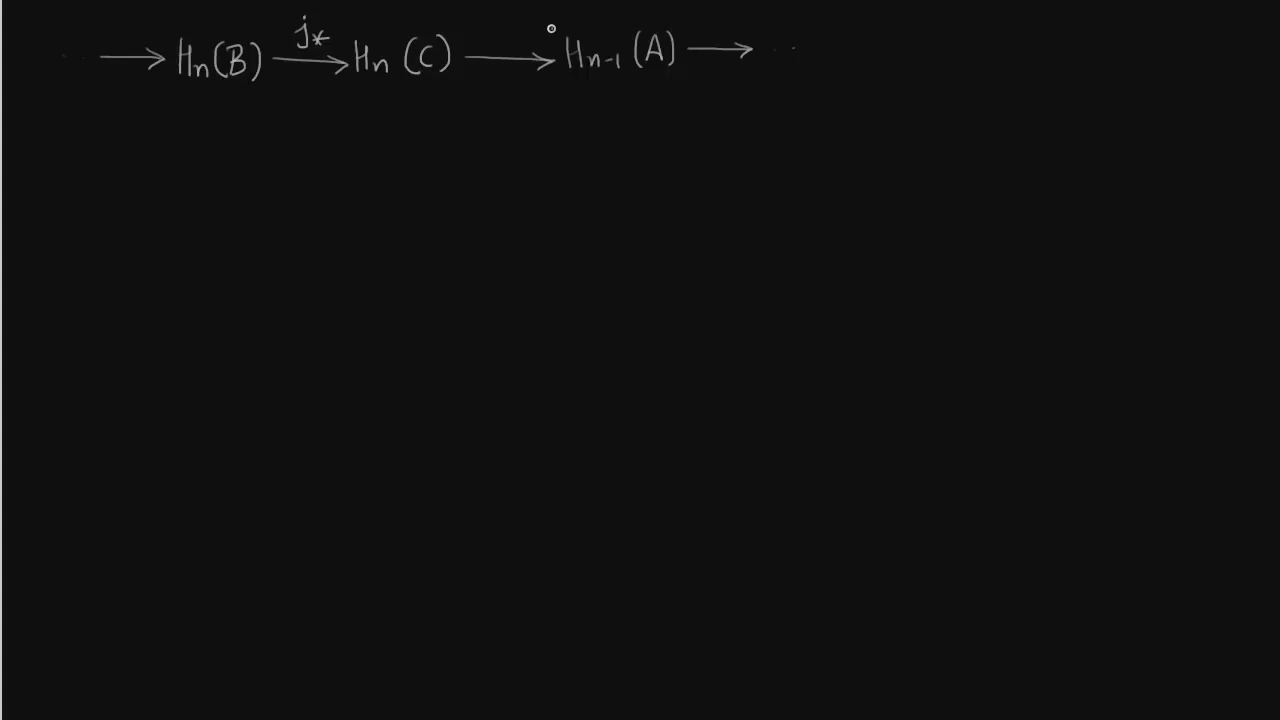 ··· ⟶ Hₙ(B) ⟶ʲ* Hₙ(C) ⟶ Hₙ₋₁(A) ⟶ ···